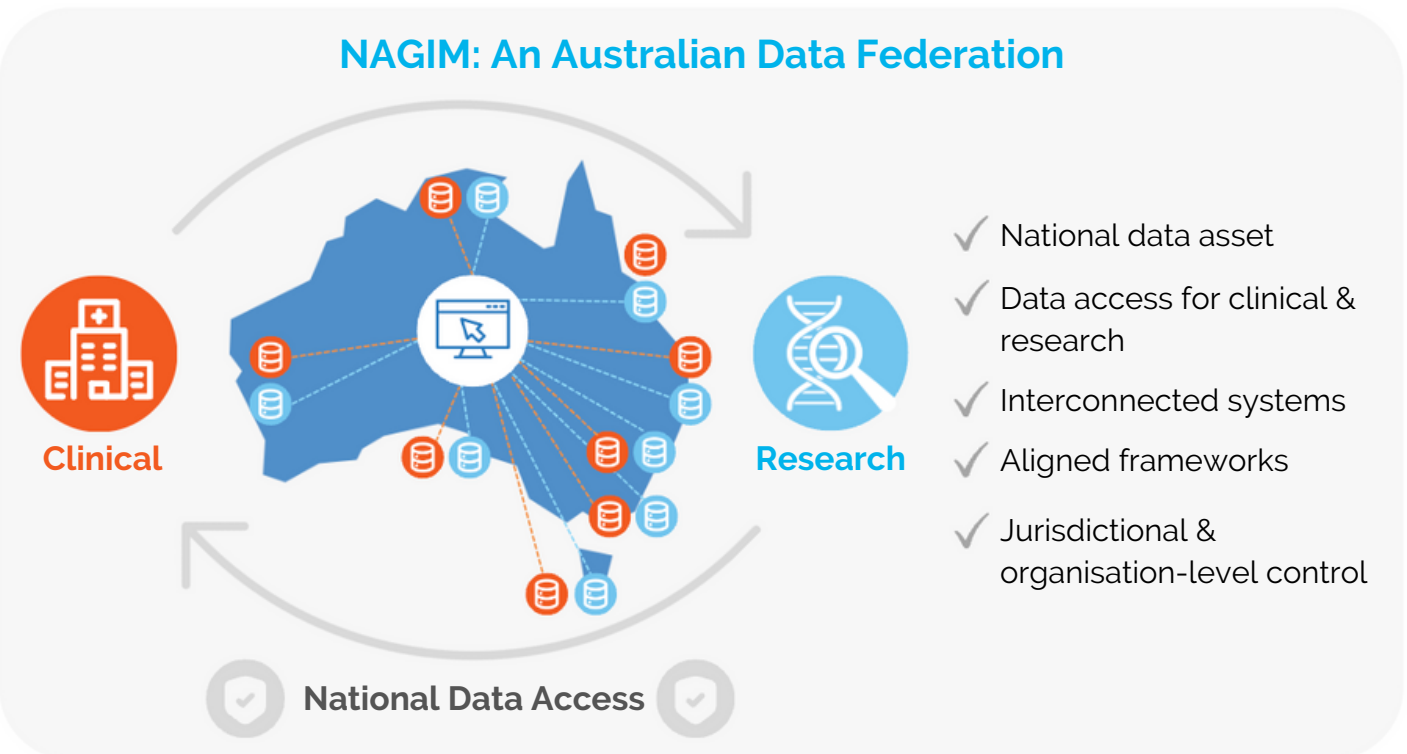 NAGIM: An Australian Data Federation
Clinical
Research
National data asset
Data access for clinical &
research
Interconnected systems
Aligned frameworks
Jurisdictional &
organisation-level control
National Data Access